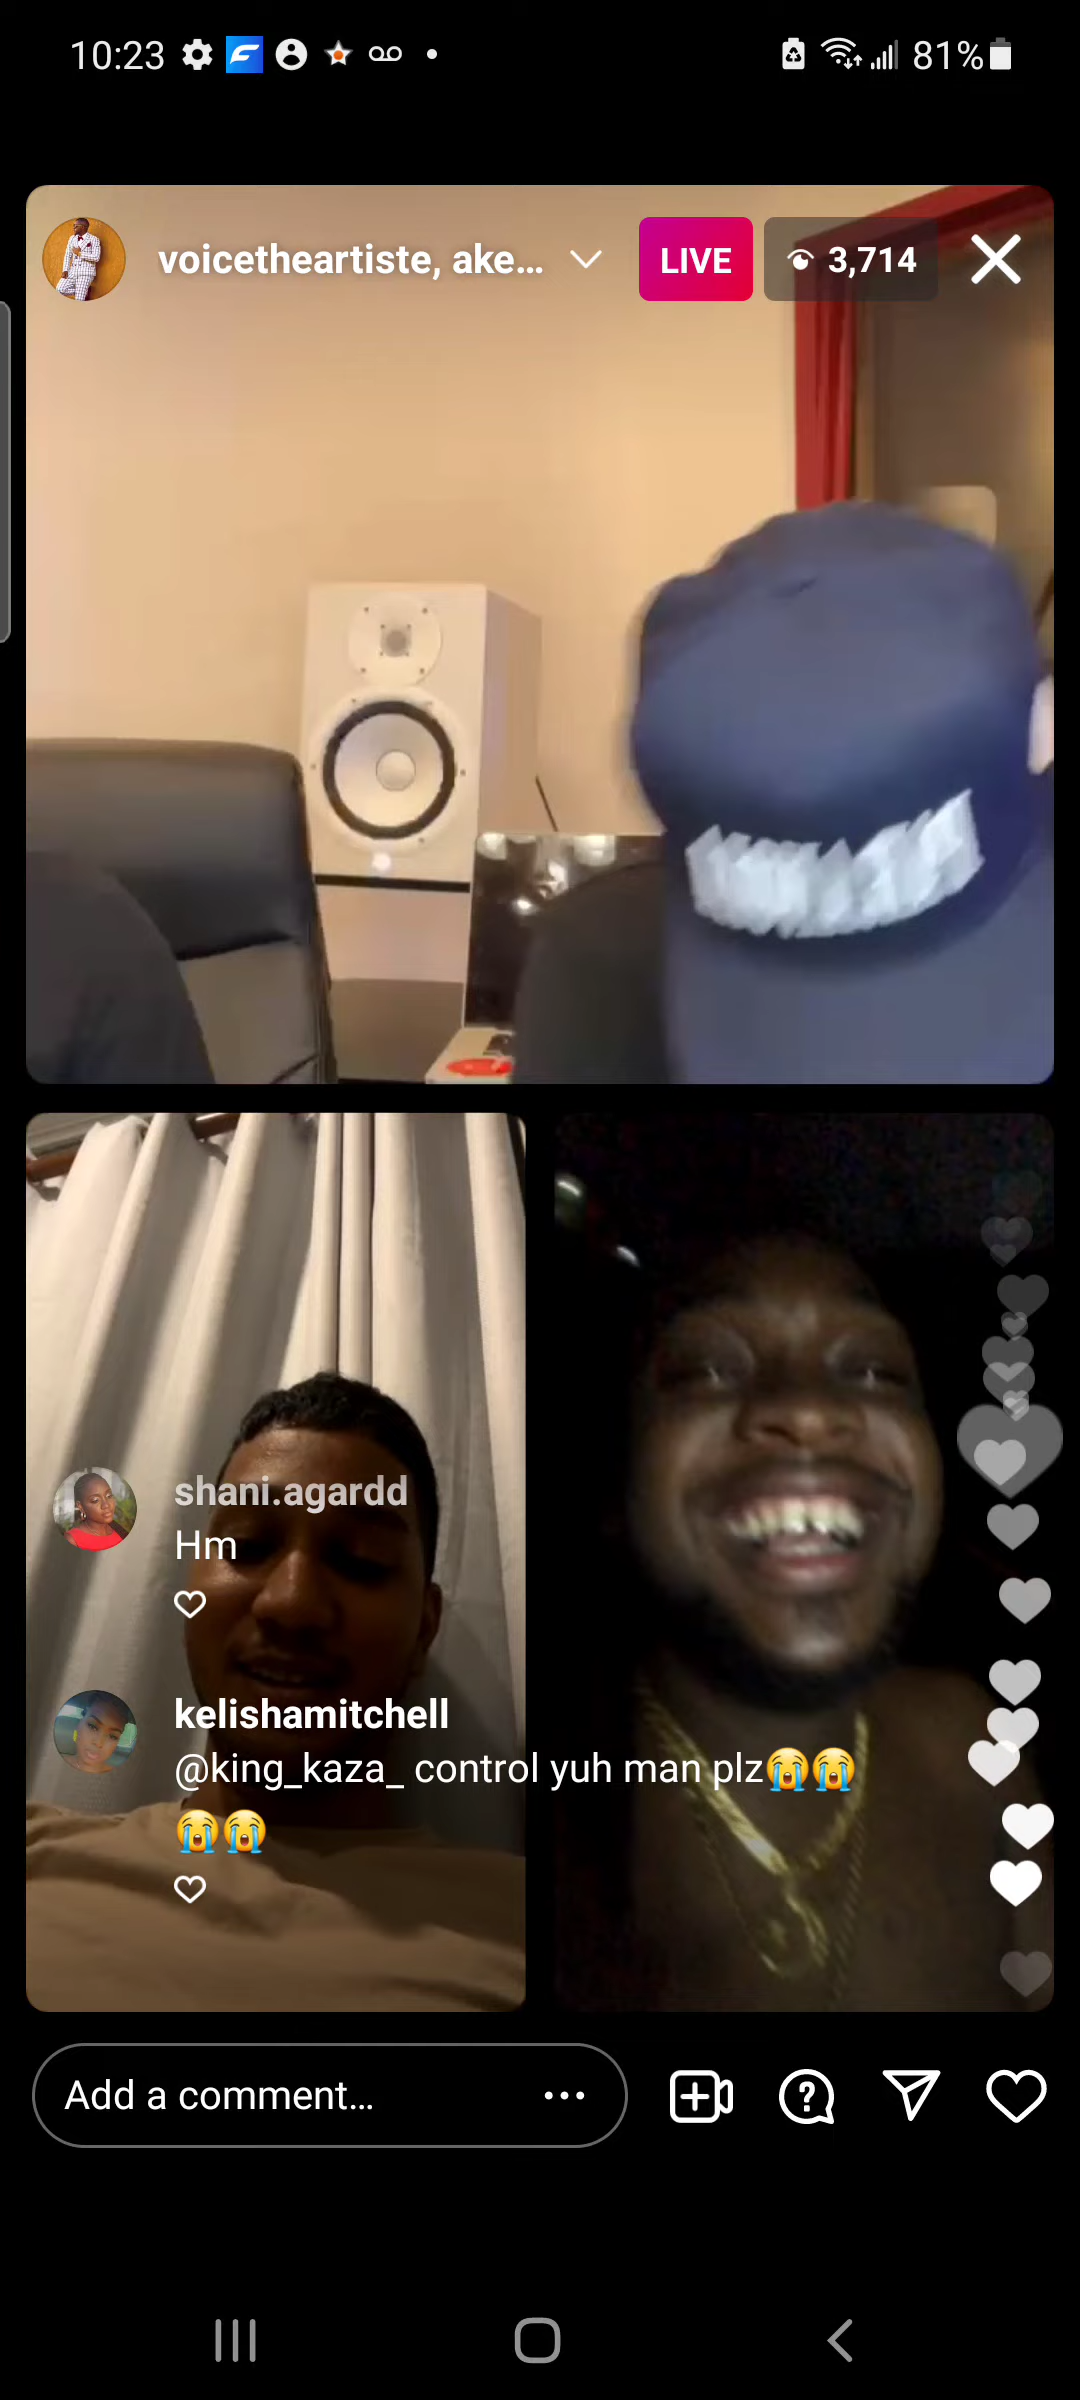 10:23
81%
voicetheartiste, ake...
LIVE
3,714
shani.agardd
Hm
kelishamitchell
@king_kaza_ control yuh man plz😭😭
😭😭
Add a comment...